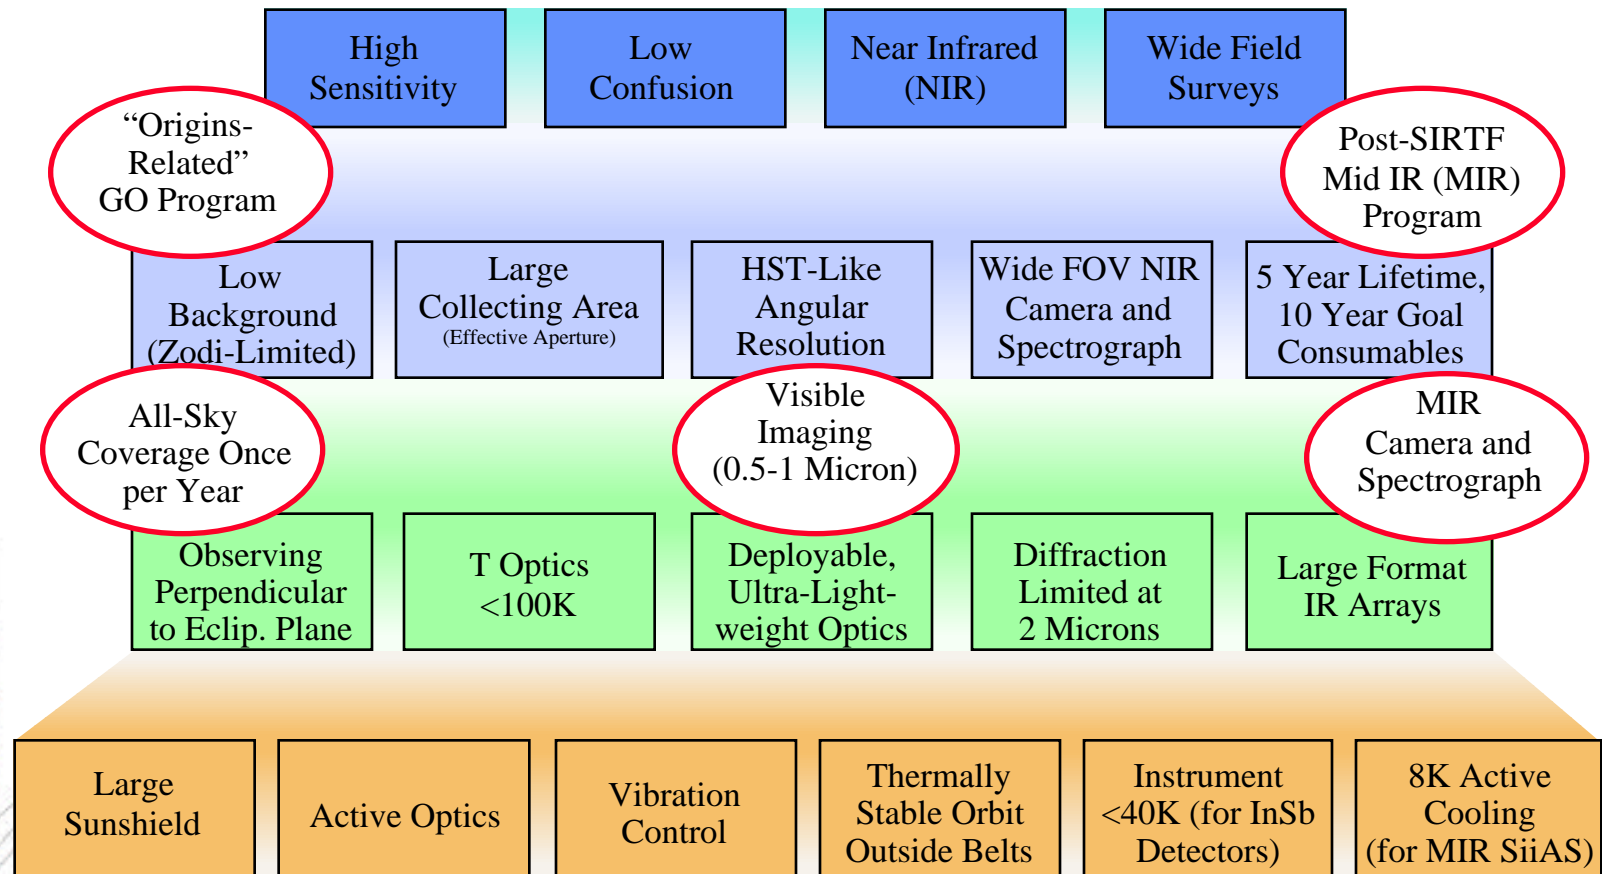 High
Sensitivity
Low
Confusion
Near Infrared
(NIR)
Wide Field
Surveys
“Origins-
Related”
GO Program
Post-SIRTF
Mid IR (MIR)
Program
Low
Background
(Zodi-Limited)
Large
Collecting Area
(Effective Aperture)
HST-Like
Angular
Resolution
Wide FOV NIR
Camera and
Spectrograph
5 Year Lifetime,
10 Year Goal
Consumables
All-Sky
Coverage Once
per Year
Visible
Imaging
(0.5-1 Micron)
MIR
Camera and
Spectrograph
Observing
Perpendicular
to Eclip. Plane
T Optics
<100K
Deployable,
Ultra-Light-
weight Optics
Diffraction
Limited at
2 Microns
Large Format
IR Arrays
Large
Sunshield
Active Optics
Vibration
Control
Thermally
Stable Orbit
Outside Belts
Instrument
<40K (for InSb
Detectors)
8K Active
Cooling
(for MIR SiiAS)